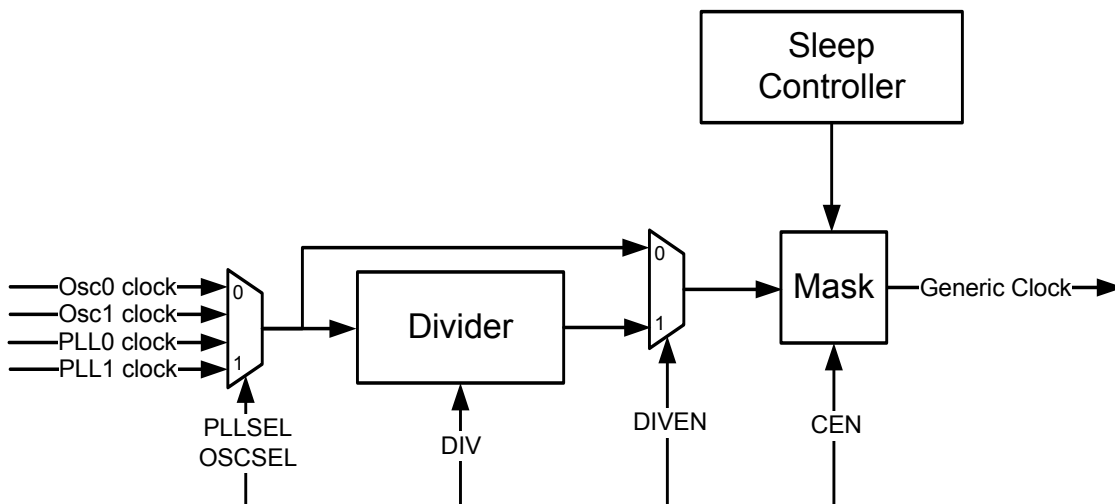 Sleep
Controller
0
Osc0 clock
0
Osc1 clock
Divider
Mask
Generic Clock
PLL0 clock
1
PLL1 clock
1
PLLSEL
OSCSEL
DIV
DIVEN
CEN